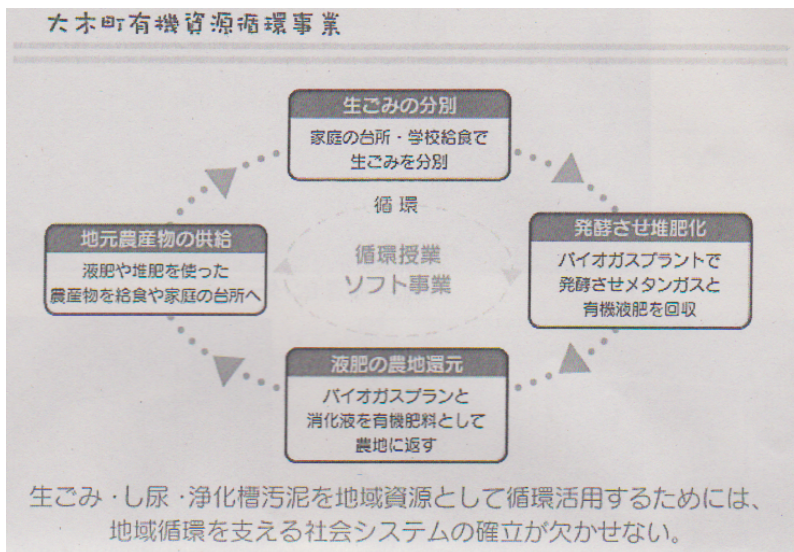 大木町有機資源循環事業
生ごみの分別
家庭の台所・学校給食で
生ごみを分別
循環
地元農産物の供給
液肥や堆肥を使った
農産物を給食や家庭の台所へ
循環授業
ソフト事業
発酵させ堆肥化
バイオガスプラントで
発酵させメタンガスと
有機液肥を回収
液肥の農地還元
バイオガスプランと
消化液を有機肥料として
農地に返す
生ごみ・し尿・浄化槽汚泥を地域資源として循環活用するためには、
地域循環を支える社会システムの確立が欠かせない。